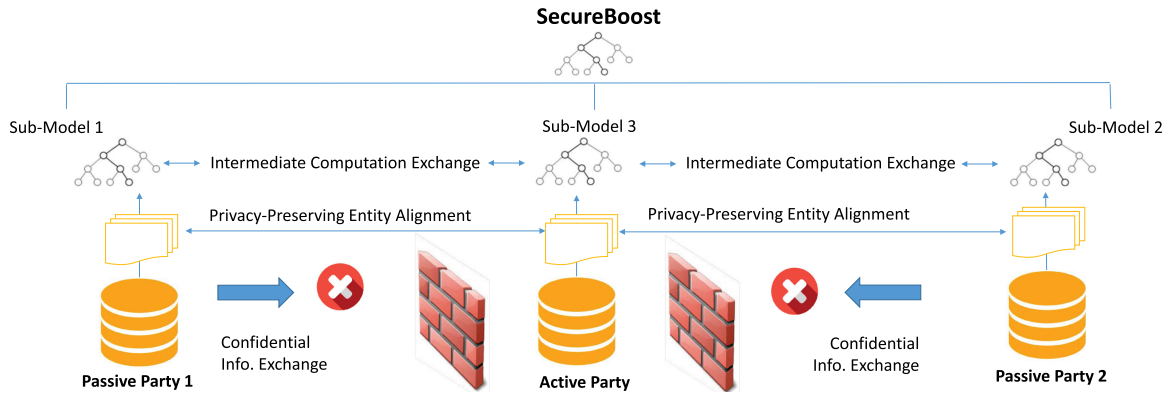 SecureBoost
Sub-Model 1
Sub-Model 3
Sub-Model 2
Intermediate Computation Exchange
Intermediate Computation Exchange
Privacy-Preserving Entity Alignment
Privacy-Preserving Entity Alignment
Confidential
Info. Exchange
Confidential
Info. Exchange
Passive Party 1
Active Party
Passive Party 2